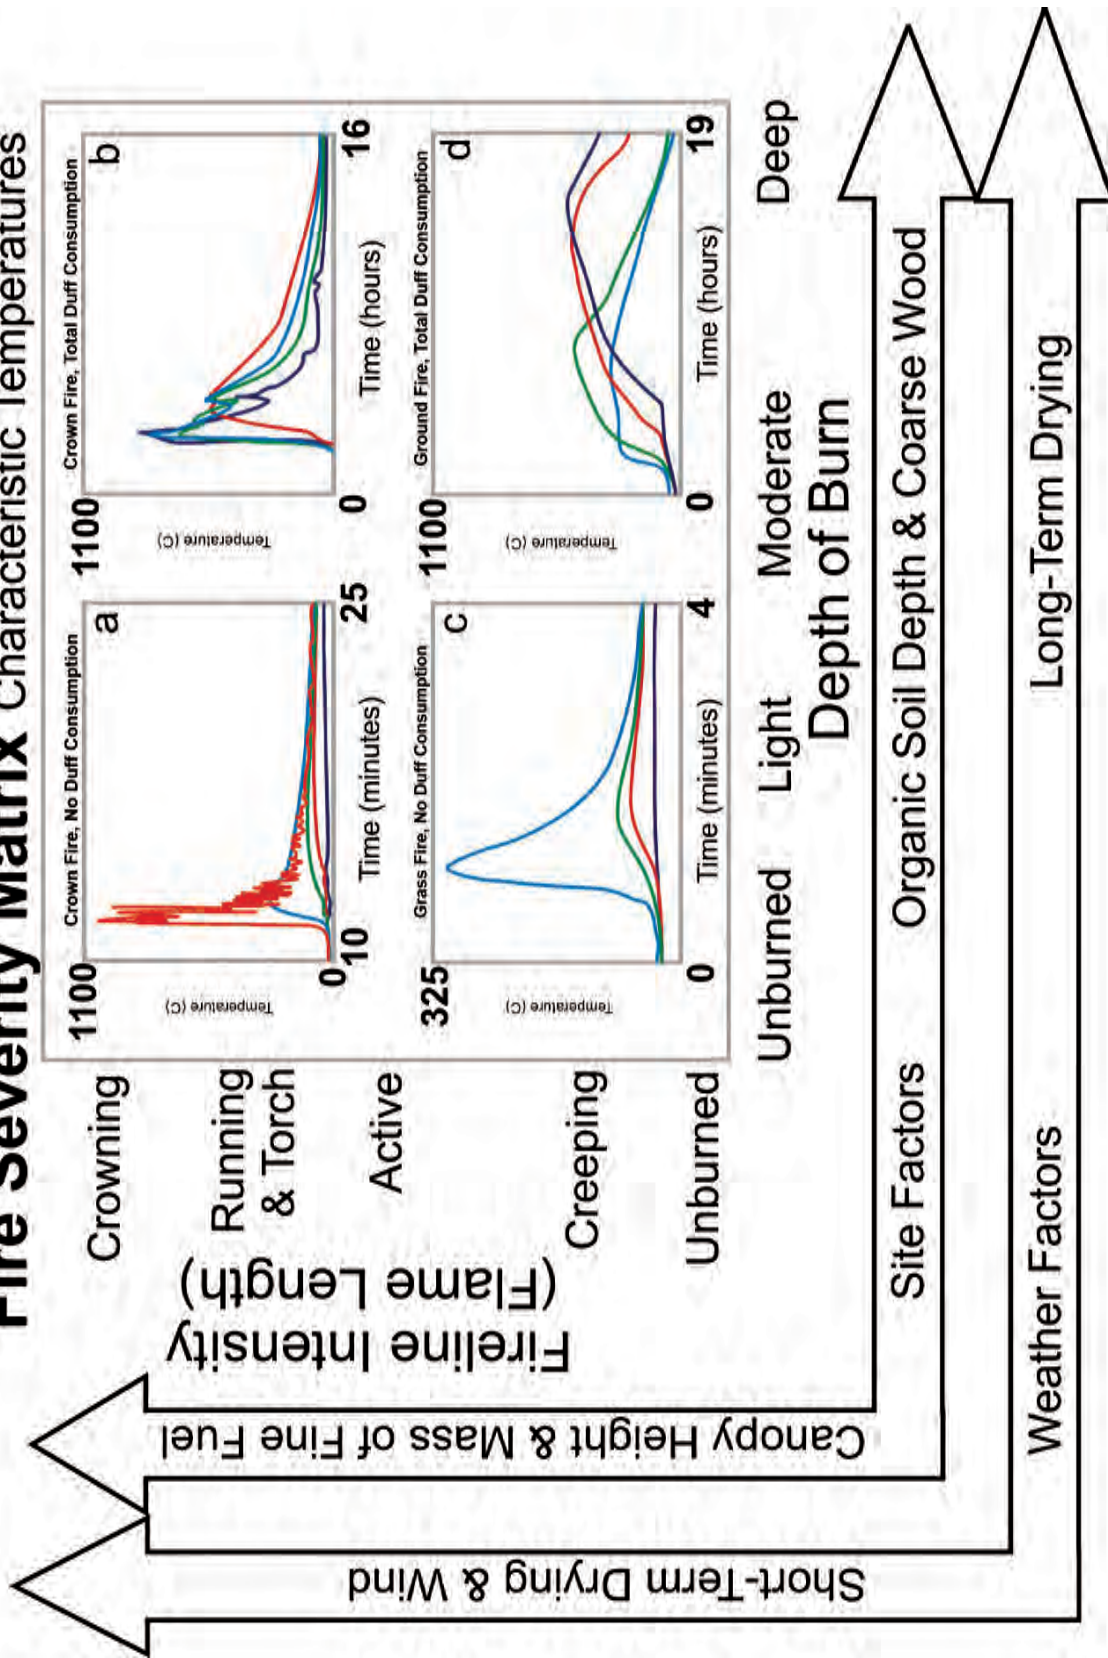 Fire Severity Matrix Characteristic Temperatures
Crowning
Running
& Torch
Active
Creeping
Unburned
Fireline Intensity
(Flame Length)
Crown Fire, No Duff Consumption
a
1100
Temperature (C)
0
10
Time (minutes)
25
Crown Fire, Total Duff Consumption
b
1100
Temperature (C)
0
Time (hours)
16
Grass Fire, No Duff Consumption
c
325
Temperature (C)
0
Time (minutes)
4
Ground Fire, Total Duff Consumption
d
1100
Temperature (C)
0
Time (hours)
19
Unburned Light Moderate Deep
Depth of Burn
Site Factors Organic Soil Depth & Coarse Wood
Weather Factors Long-Term Drying
Canopy Height & Mass of Fine Fuel
Short-Term Drying & Wind